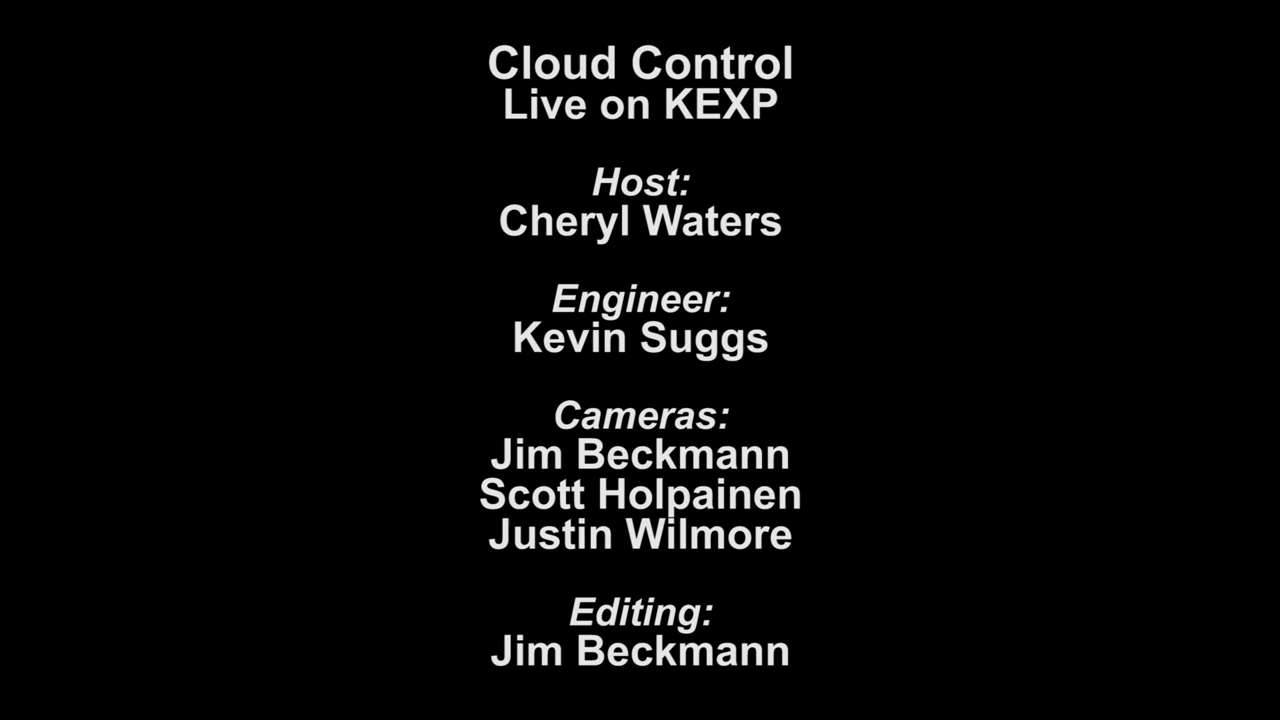 Cloud Control
Live on KEXP
Host:
Cheryl Waters
Engineer:
Kevin Suggs
Cameras:
Jim Beckmann
Scott Holpainen
Justin Wilmore
Editing:
Jim Beckmann